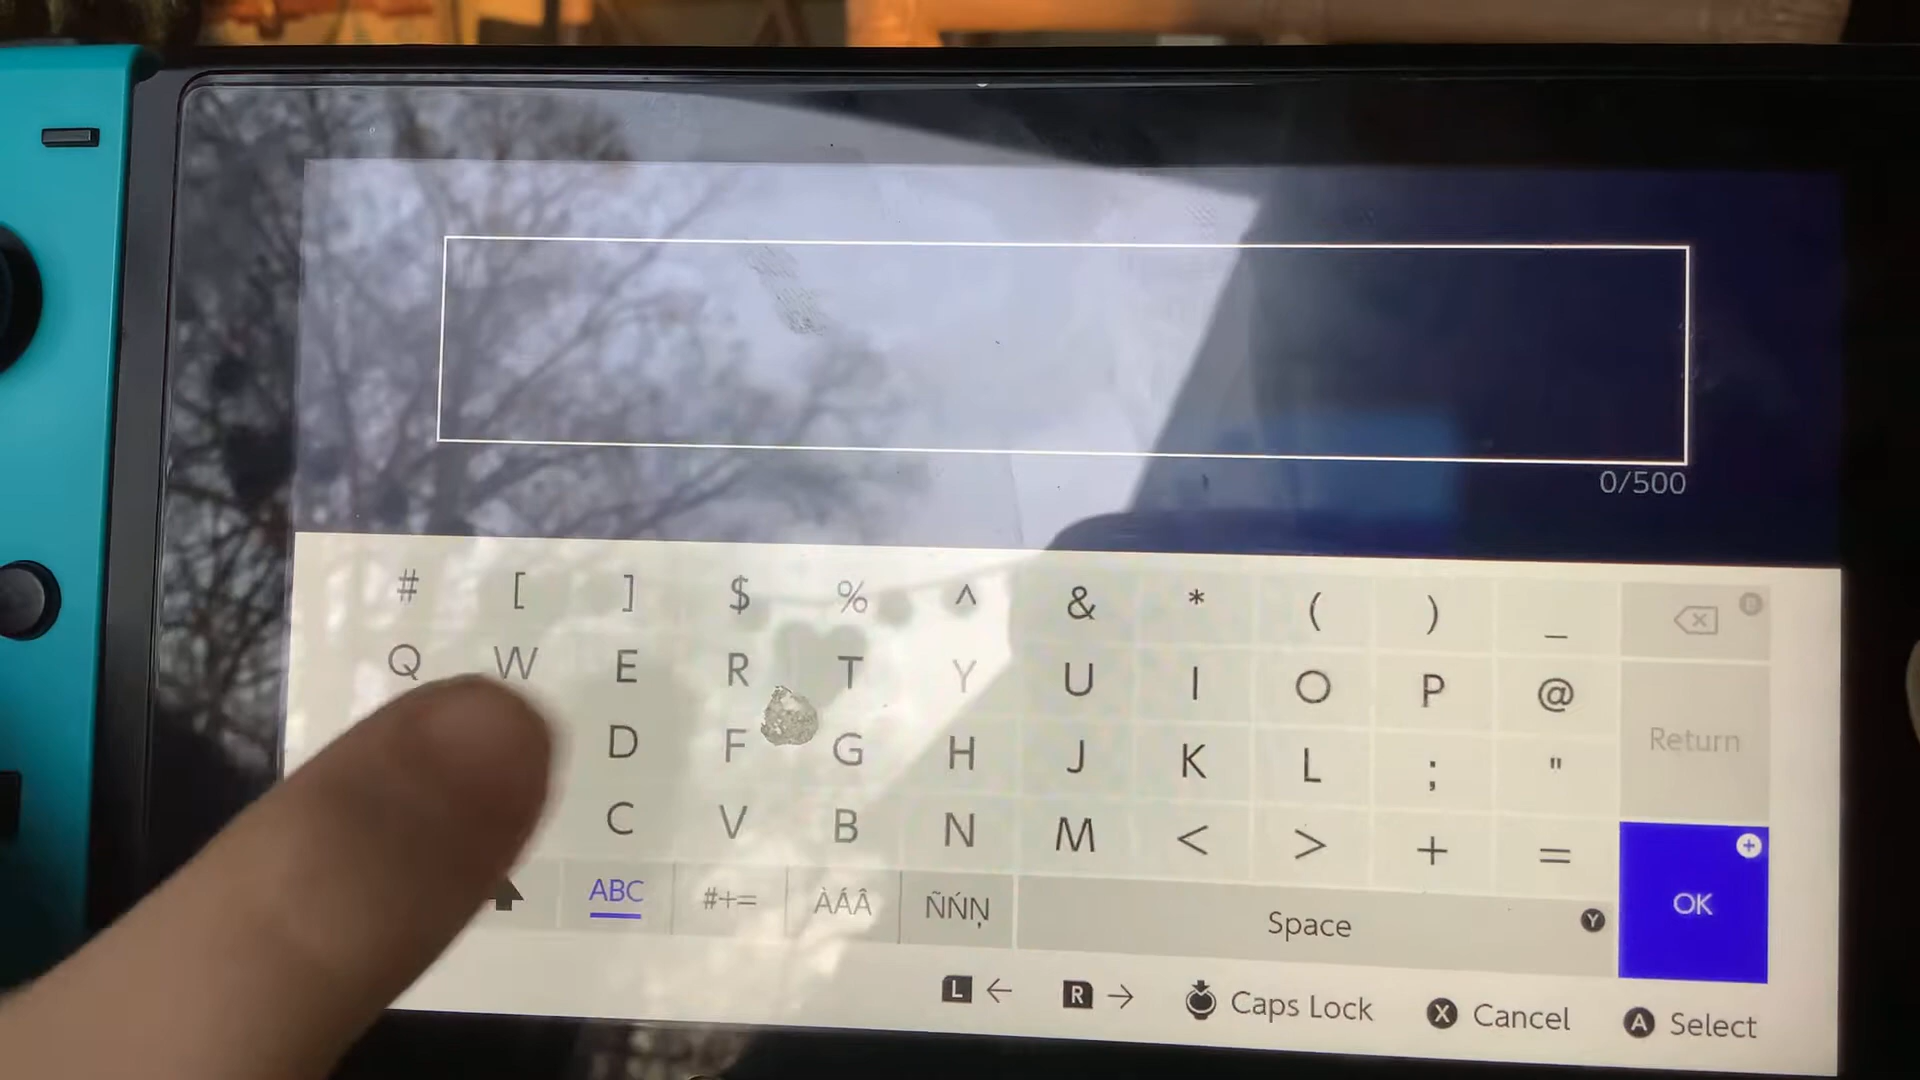 0/500
# [ ] $ % ^ & * ( ) _
Q W E R T Y U I O P @ Return
D F G H J K L ; "
C V B N M < > + =
ABC #+= ÀÁÂ ÑŃŅ Space Y OK
L ← R → Caps Lock X Cancel A Select